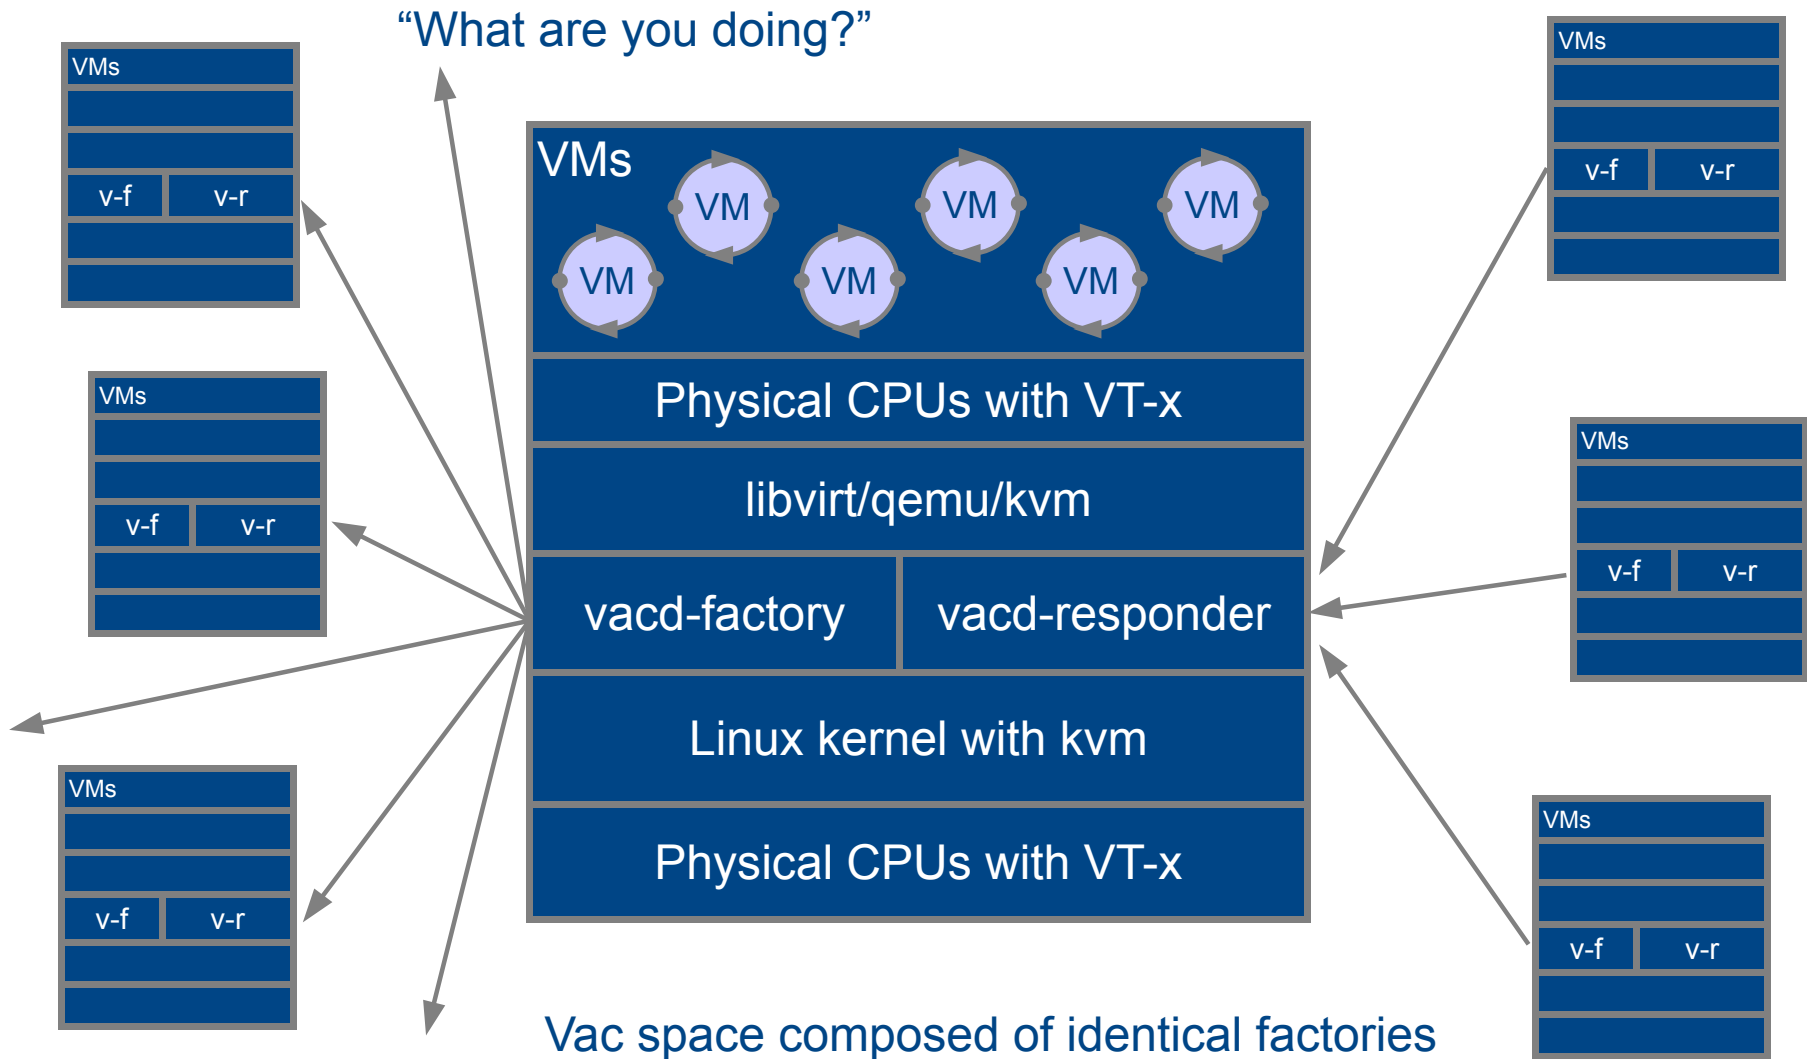 “What are you doing?”
VMs
v-f v-r
VMs
v-f v-r
VMs
v-f v-r
VMs
VM VM VM
VM VM VM
Physical CPUs with VT-x
libvirt/qemu/kvm
vacd-factory vacd-responder
Linux kernel with kvm
Physical CPUs with VT-x
VMs
v-f v-r
VMs
v-f v-r
VMs
v-f v-r
Vac space composed of identical factories